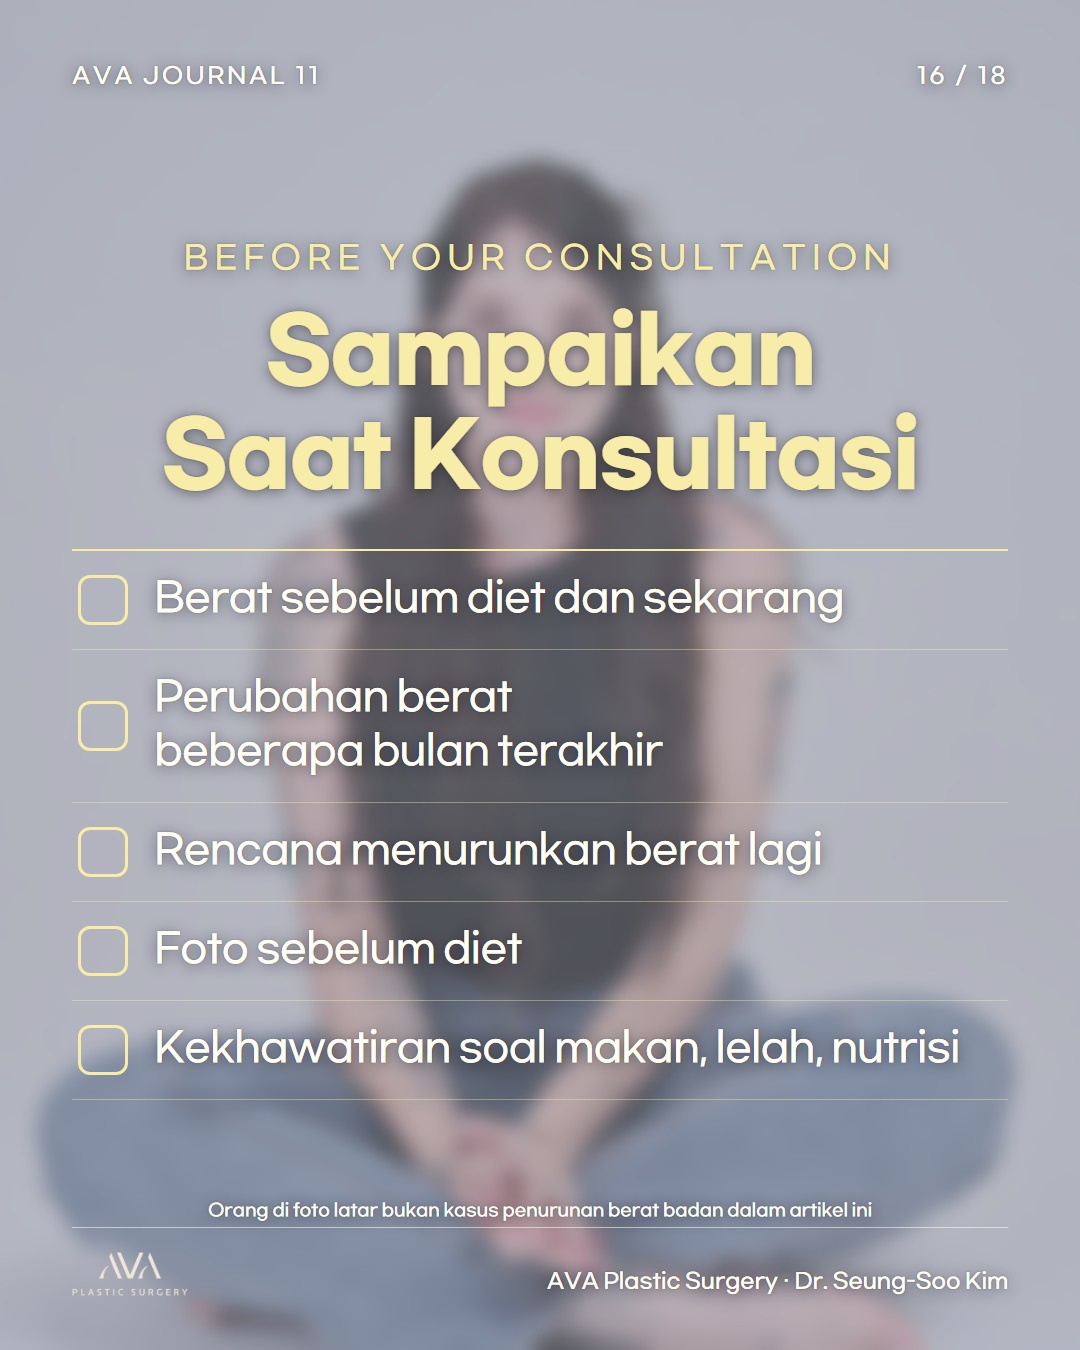 AVA JOURNAL 11
16 / 18
BEFORE YOUR CONSULTATION
Sampaikan
Saat Konsultasi
Berat sebelum diet dan sekarang
Perubahan berat
beberapa bulan terakhir
Rencana menurunkan berat lagi
Foto sebelum diet
Kekhawatiran soal makan, lelah, nutrisi
Orang di foto latar bukan kasus penurunan berat badan dalam artikel ini
AVA
PLASTIC SURGERY
AVA Plastic Surgery · Dr. Seung-Soo Kim